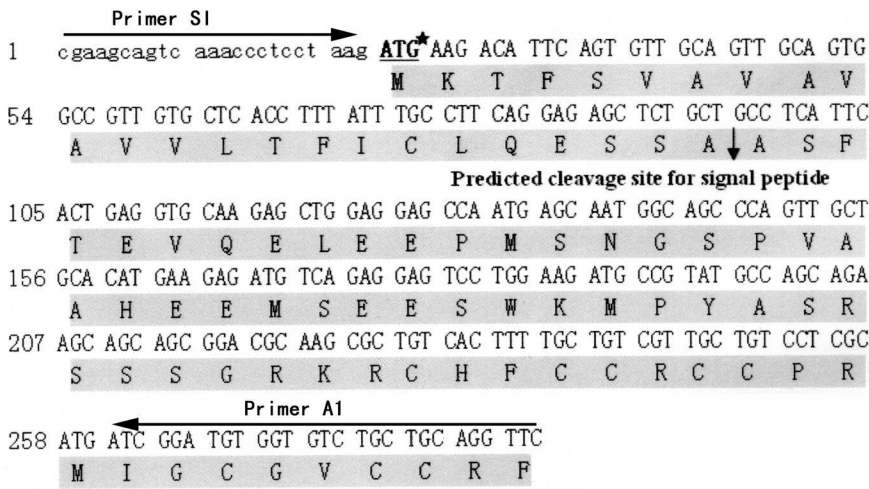 Primer SI
1 cgaagcagtc aaaccctcct aag ATG★ AAG ACA TTC AGT GTT GCA GTT GCA GTG
M K T F S V A V A V
54 GCC GTT GTG CTC ACC TTT ATT TGC CTT CAG GAG AGC TCT GCT GCC TCA TTC
A V V L T F I C L Q E S S A A S F
Predicted cleavage site for signal peptide
105 ACT GAG GTG CAA GAG CTG GAG GAG CCA ATG AGC AAT GGC AGC CCA GTT GCT
T E V Q E L E E P M S N G S P V A
156 GCA CAT GAA GAG ATG TCA GAG GAG TCC TGG AAG ATG CCG TAT GCC AGC AGA
A H E E M S E E S W K M P Y A S R
207 AGC AGC AGC GGA CGC AAG CGC TGT CAC TTT TGC TGT CGT TGC TGT CCT CGC
S S S G R K R C H F C C R C C P R
Primer A1
258 ATG ATC GGA TGT GGT GTC TGC TGC AGG TTC
M I G C G V C C R F